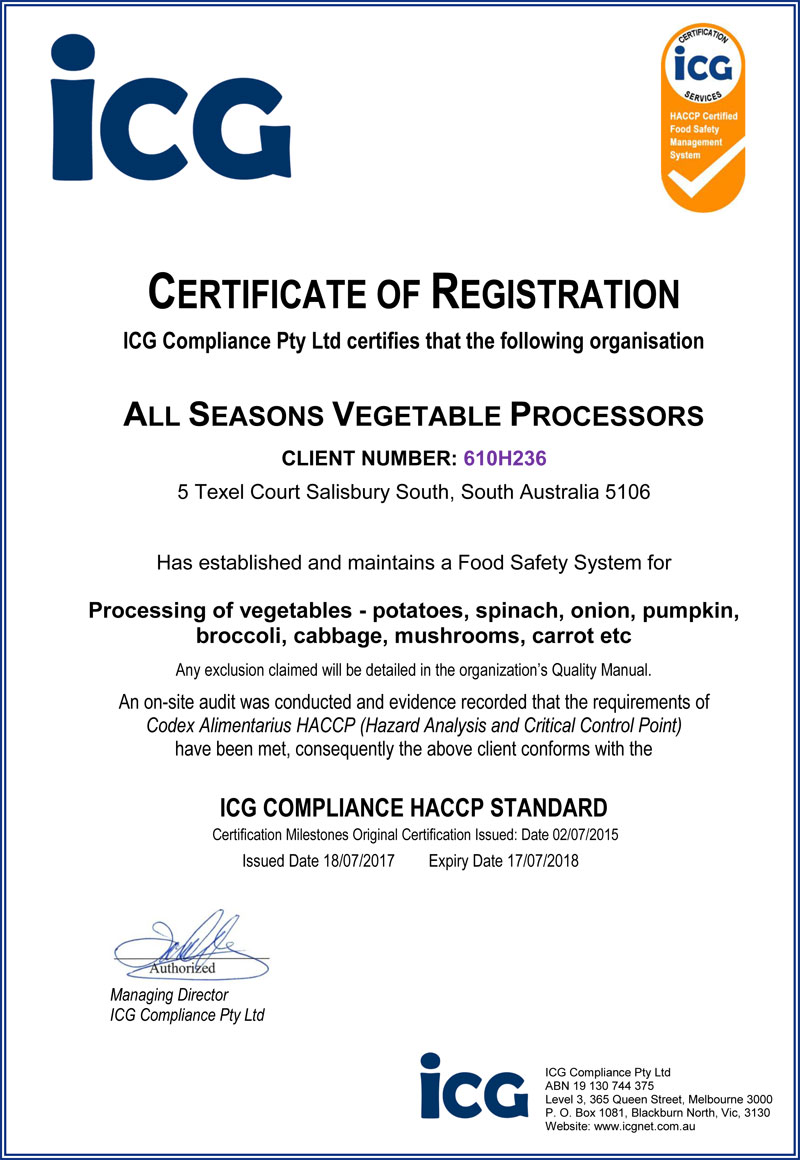 icG
CERTIFICATION
icG
SERVICES
HACCP Certified
Food Safety
Management
System
CERTIFICATE OF REGISTRATION
ICG Compliance Pty Ltd certifies that the following organisation
ALL SEASONS VEGETABLE PROCESSORS
CLIENT NUMBER: 610H236
5 Texel Court Salisbury South, South Australia 5106
Has established and maintains a Food Safety System for
Processing of vegetables - potatoes, spinach, onion, pumpkin,
broccoli, cabbage, mushrooms, carrot etc
Any exclusion claimed will be detailed in the organization's Quality Manual.
An on-site audit was conducted and evidence recorded that the requirements of
Codex Alimentarius HACCP (Hazard Analysis and Critical Control Point)
have been met, consequently the above client conforms with the
ICG COMPLIANCE HACCP STANDARD
Certification Milestones Original Certification Issued: Date 02/07/2015
Issued Date 18/07/2017 Expiry Date 17/07/2018
Authorized
Managing Director
ICG Compliance Pty Ltd
icG
ICG Compliance Pty Ltd
ABN 19 130 744 375
Level 3, 365 Queen Street, Melbourne 3000
P. O. Box 1081, Blackburn North, Vic, 3130
Website: www.icgnet.com.au